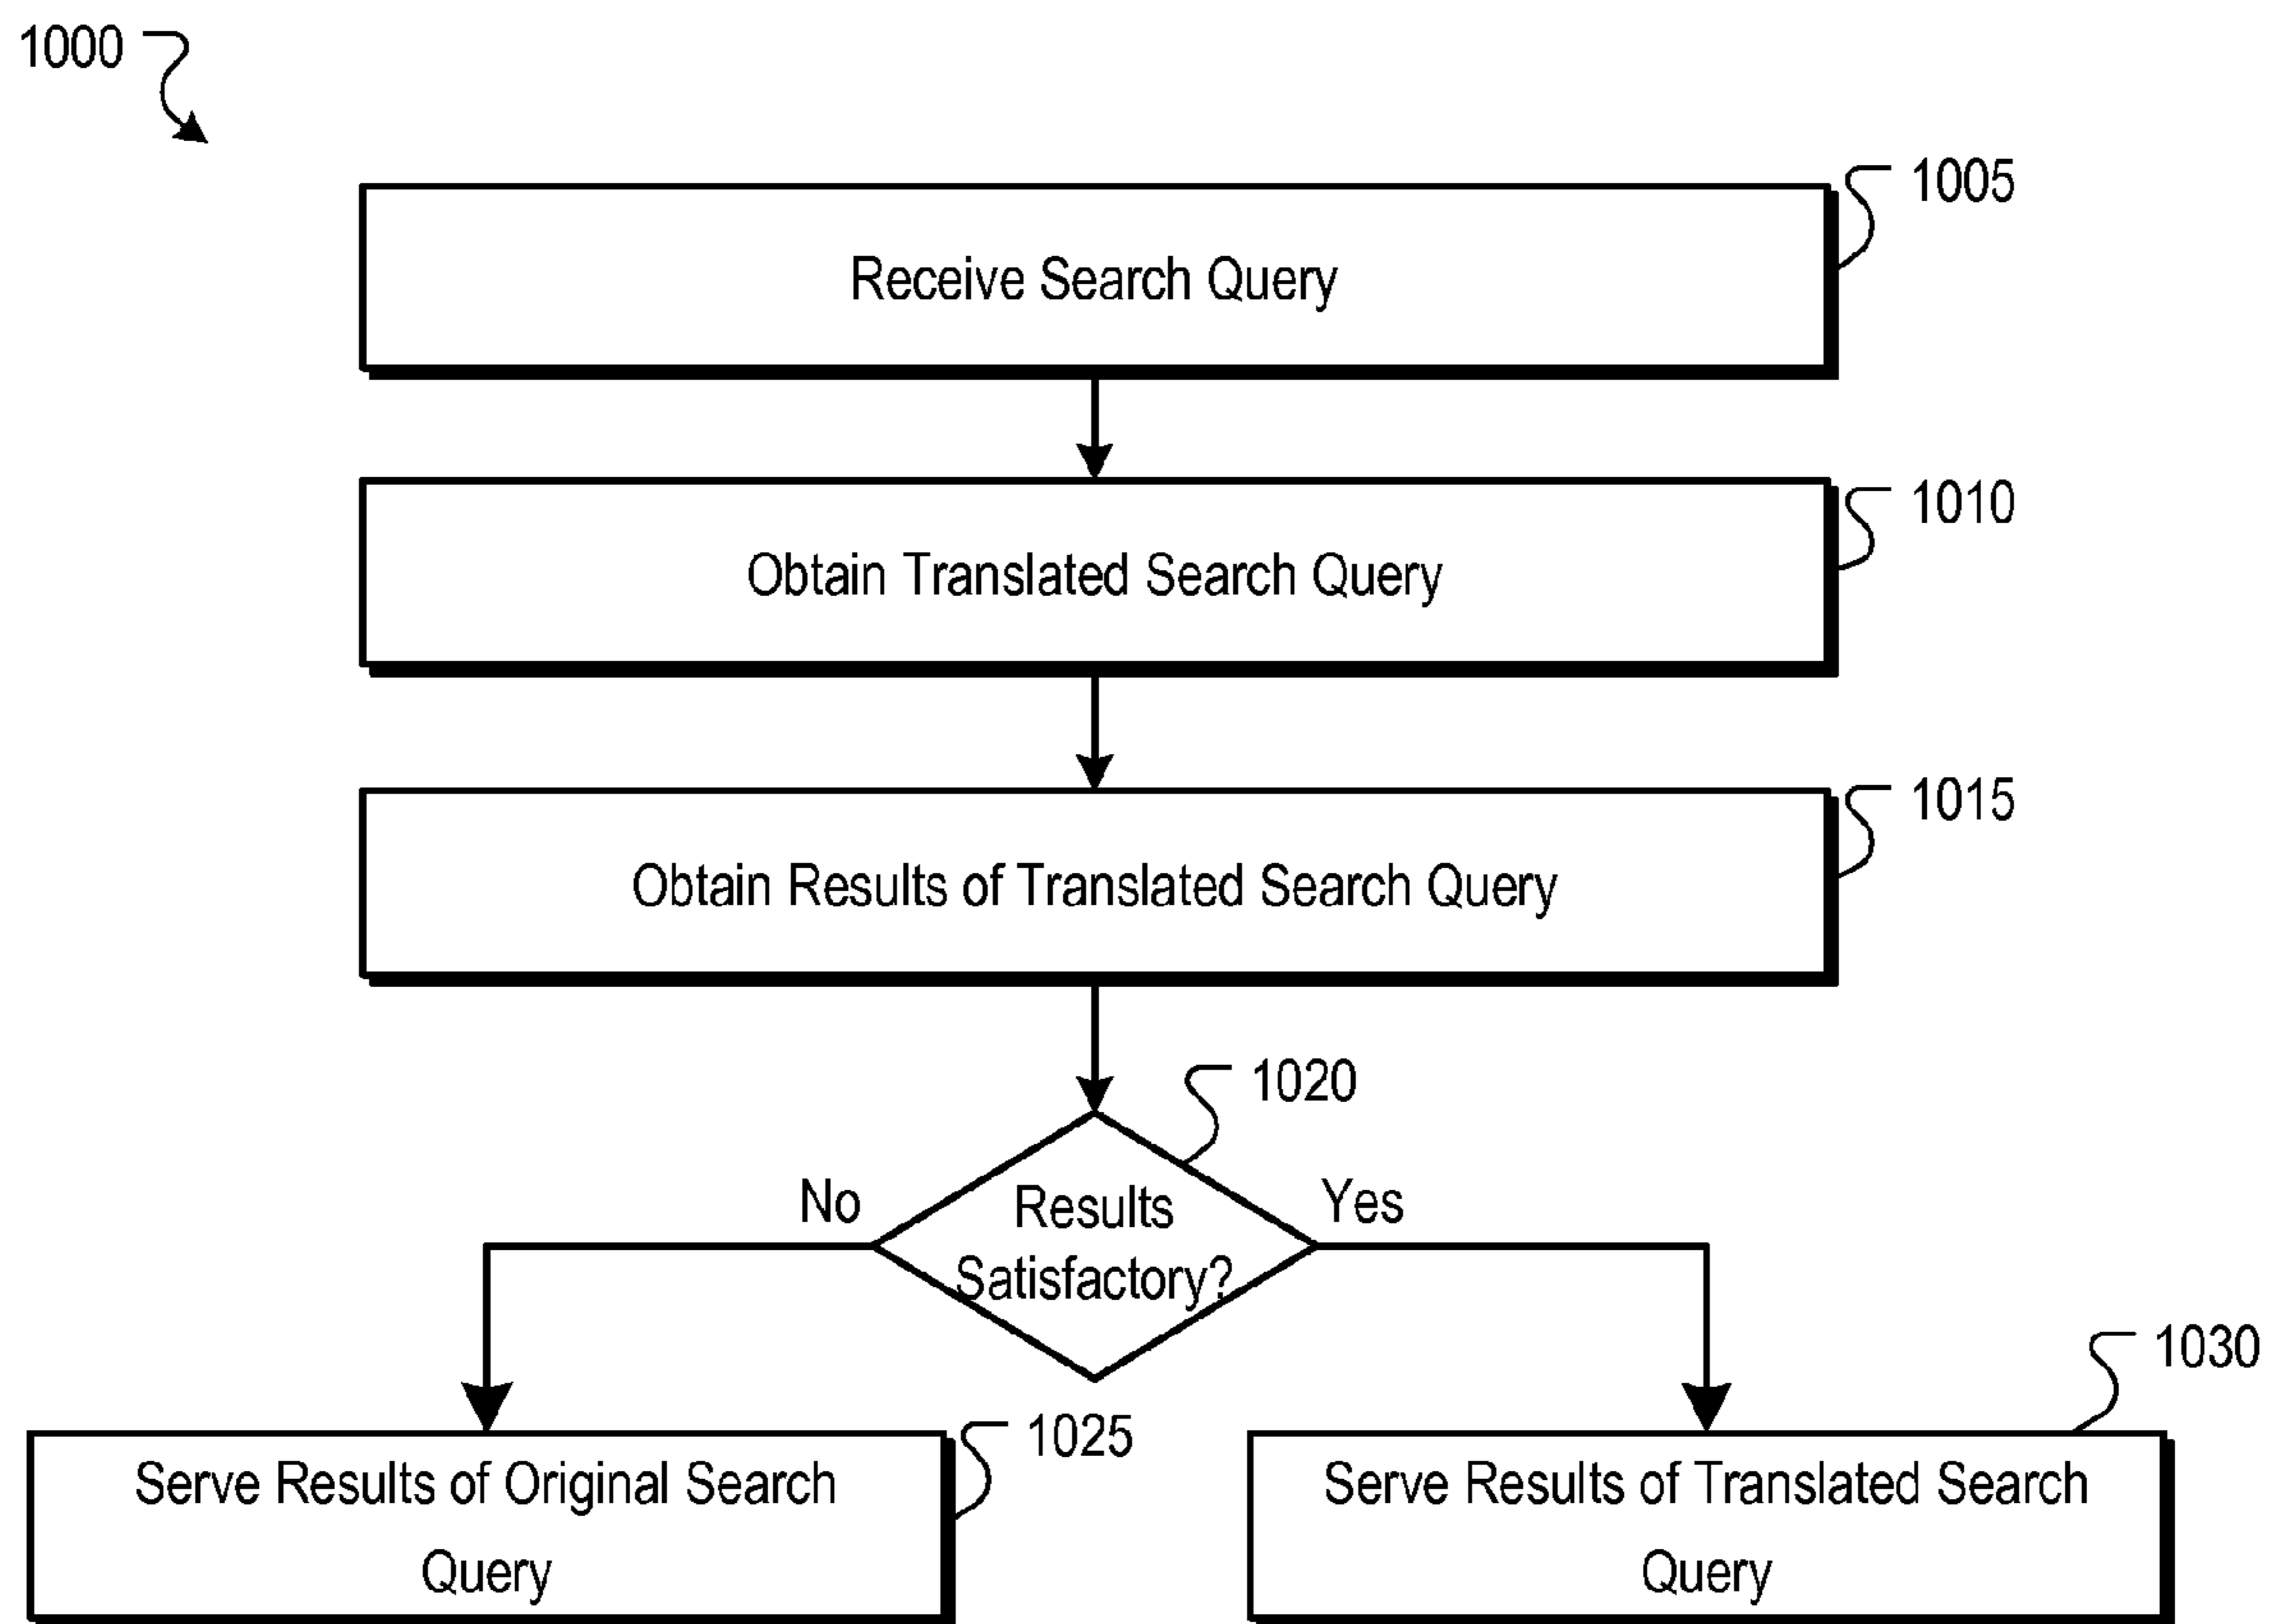 1000
1005
Receive Search Query
1010
Obtain Translated Search Query
1015
Obtain Results of Translated Search Query
1020
No
Yes
Results
Satisfactory?
1030
1025
Serve Results of Original Search
Query
Serve Results of Translated Search
Query